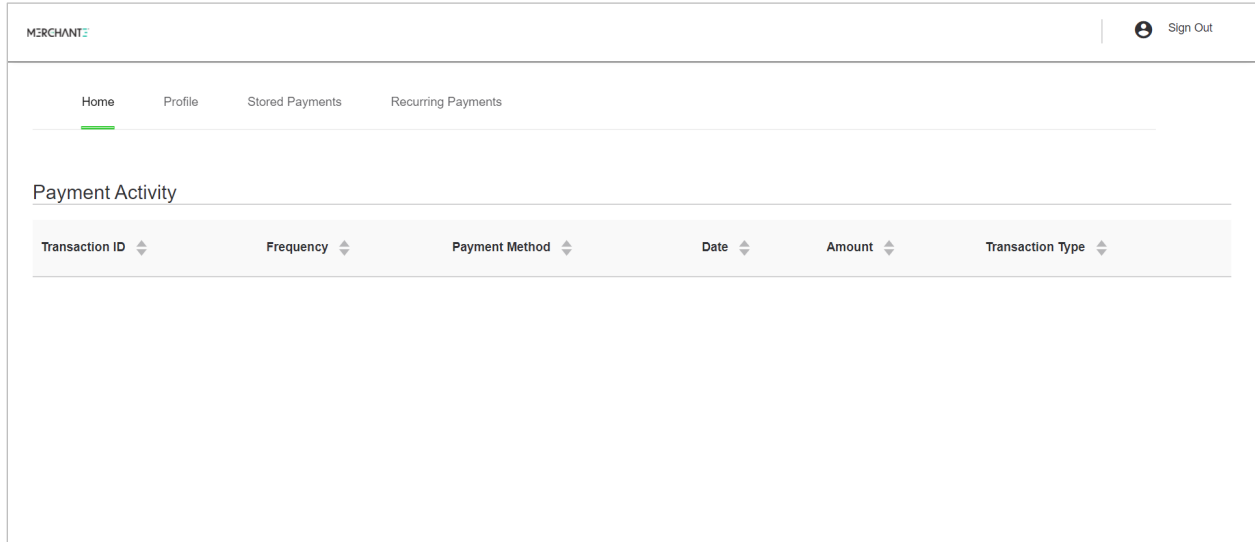 MERCHANTE
Sign Out
Home Profile Stored Payments Recurring Payments
Payment Activity
Transaction ID Frequency Payment Method Date Amount Transaction Type